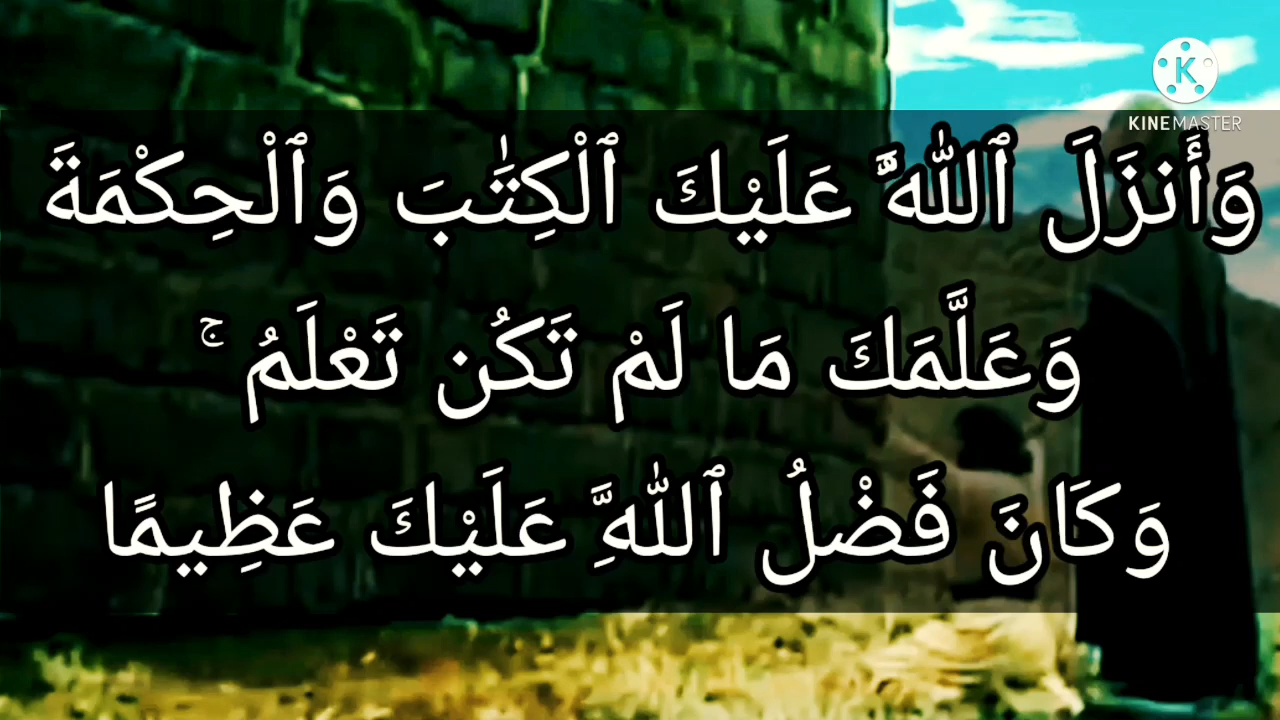 KINEMASTER
وَأَنزَلَ ٱللَّهُ عَلَيْكَ ٱلْكِتَٰبَ وَٱلْحِكْمَةَ
وَعَلَّمَكَ مَا لَمْ تَكُن تَعْلَمُ ۚ
وَكَانَ فَضْلُ ٱللَّهِ عَلَيْكَ عَظِيمًا